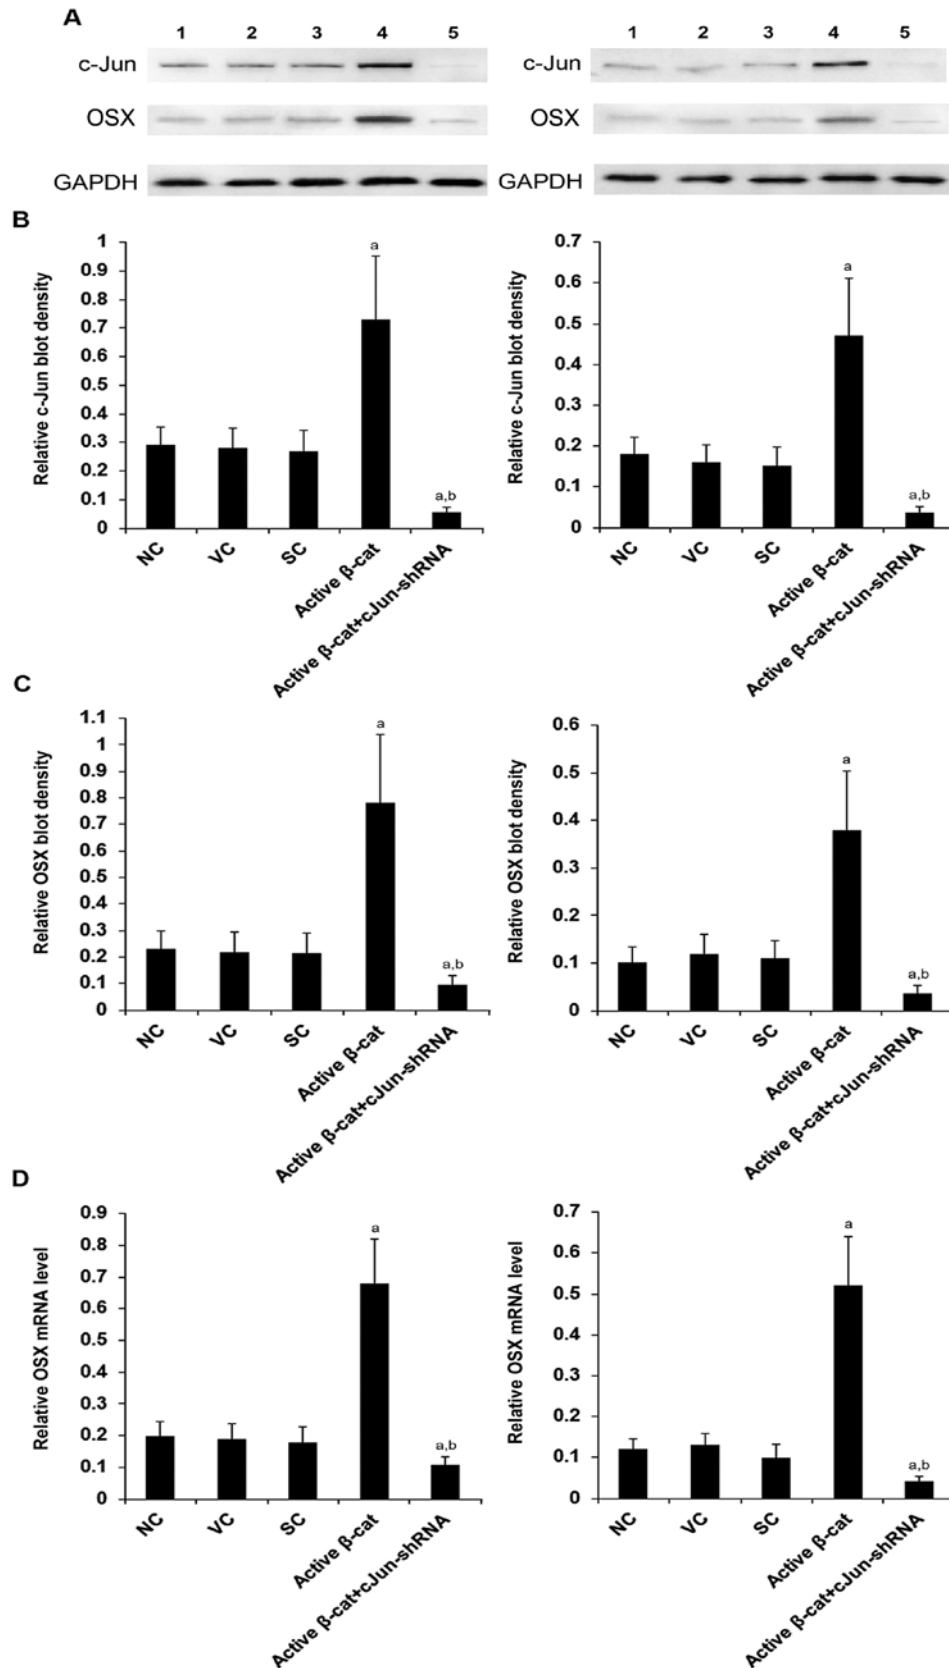 A
1 2 3 4 5
c-Jun
OSX
GAPDH
1 2 3 4 5
c-Jun
OSX
GAPDH
B
Relative c-Jun blot density
1
0.9
0.8
0.7
0.6
0.5
0.4
0.3
0.2
0.1
0
a
a,b
NC
VC
SC
Active β-cat
Active β-cat+cJun-shRNA
Relative c-Jun blot density
0.7
0.6
0.5
0.4
0.3
0.2
0.1
0
a
a,b
NC
VC
SC
Active β-cat
Active β-cat+cJun-shRNA
C
Relative OSX blot density
1.1
1
0.9
0.8
0.7
0.6
0.5
0.4
0.3
0.2
0.1
0
a
a,b
NC
VC
SC
Active β-cat
Active β-cat+cJun-shRNA
Relative OSX blot density
0.6
0.5
0.4
0.3
0.2
0.1
0
a
a,b
NC
VC
SC
Active β-cat
Active β-cat+cJun-shRNA
D
Relative OSX mRNA level
0.9
0.8
0.7
0.6
0.5
0.4
0.3
0.2
0.1
0
a
a,b
NC
VC
SC
Active β-cat
Active β-cat+cJun-shRNA
Relative OSX mRNA level
0.7
0.6
0.5
0.4
0.3
0.2
0.1
0
a
a,b
NC
VC
SC
Active β-cat
Active β-cat+cJun-shRNA